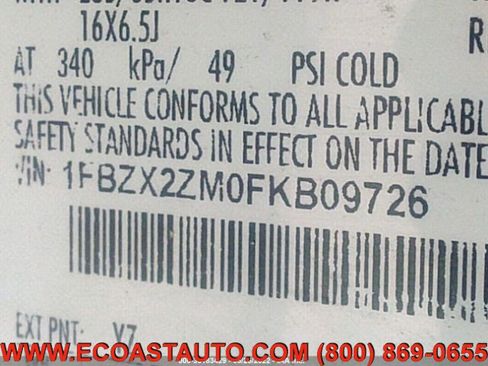 16X6.5J
AT 340 kPa/ 49 PSI COLD
THIS VEHICLE CONFORMS TO ALL APPLICABL
SAFETY STANDARDS IN EFFECT ON THE DATE
VIN: 1FBZX2ZM0FKB09726
EXT PNT: YZ
WWW.ECOASTAUTO.COM (800) 869-0655